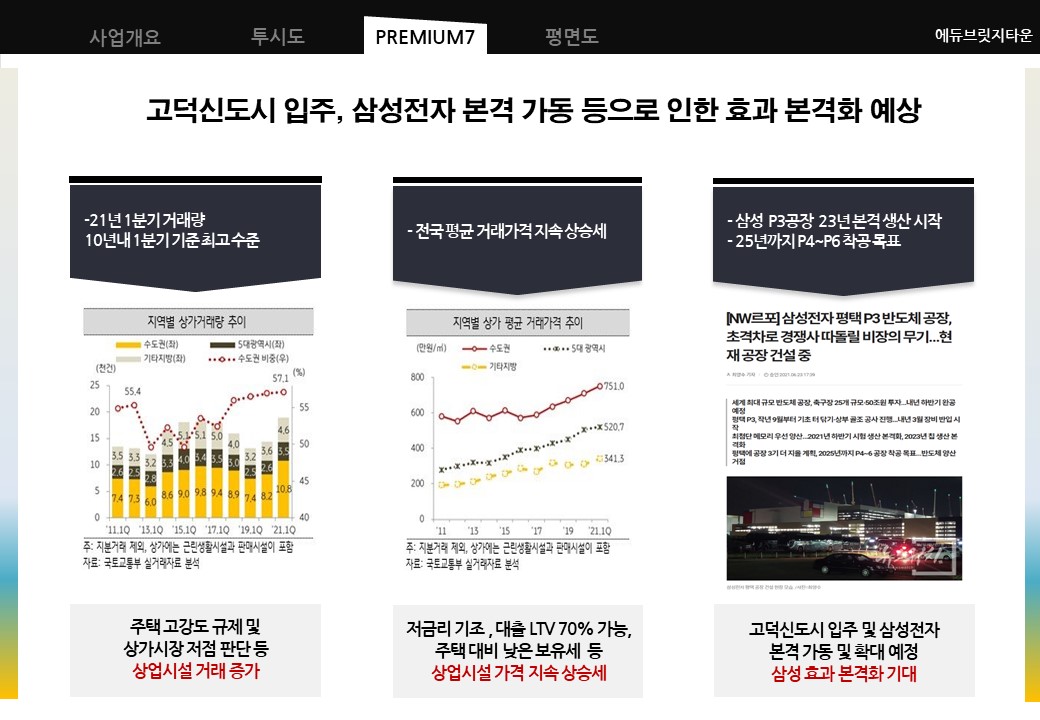 사업개요
투시도
PREMIUM7
평면도
에듀브릿지타운
고덕신도시 입주, 삼성전자 본격 가동 등으로 인한 효과 본격화 예상
-21년 1분기 거래량
10년내 1분기 기준 최고 수준
- 전국 평균 거래가격 지속 상승세
- 삼성 P3공장 23년 본격 생산 시작
- 25년까지 P4~P6 착공 목표
지역별 상가거래량 추이
수도권(좌) 5대광역시(좌)
기타지방(좌) 수도권 비중(우)
(천건) (%)
25
20
15
10
5
0
55.4
57.1
3.5 3.3 3.2 4.5 5.1 5.1 5.0 4.0 3.2 3.6 4.6
2.6 2.5 2.8 3.3 4.0 3.4 3.5 3.0 2.5 2.6 3.5
7.4 7.3 6.0 8.6 9.0 9.8 9.4 8.9 7.4 8.2 10.8
55
50
45
40
'11.1Q '13.1Q '15.1Q '17.1Q '19.1Q '21.1Q
주: 지분거래 제외, 상가에는 근린생활시설과 판매시설이 포함
자료: 국토교통부 실거래자료 분석
지역별 상가 평균 거래가격 추이
(만원/㎡) 수도권 5대 광역시
기타지방
800
600
400
200
0
751.0
520.7
341.3
'11 '13 '15 '17 '19 '21.1Q
주: 지분거래 제외, 상가에는 근린생활시설과 판매시설이 포함
자료: 국토교통부 실거래자료 분석
[NW르포] 삼성전자 평택 P3 반도체 공장,
초격차로 경쟁사 따돌릴 비장의 무기...현
재 공장 건설 중
세계 최대 규모 반도체 공장, 축구장 25개 규모·50조원 투자...내년 하반기 완공
예정
평택 P3, 작년 9월부터 기초 터 닦기·상부 골조 공사 진행...내년 3월 장비 반입 시
작
최첨단 메모리 우선 양산...2021년 하반기 시험 생산 본격화, 2023년 칩 생산 본
격화
평택에 공장 3기 더 지을 계획, 2025년까지 P4~6 공장 착공 목표...반도체 양산
거점
주택 고강도 규제 및
상가시장 저점 판단 등
상업시설 거래 증가
저금리 기조 , 대출 LTV 70% 가능,
주택 대비 낮은 보유세 등
상업시설 가격 지속 상승세
고덕신도시 입주 및 삼성전자
본격 가동 및 확대 예정
삼성 효과 본격화 기대